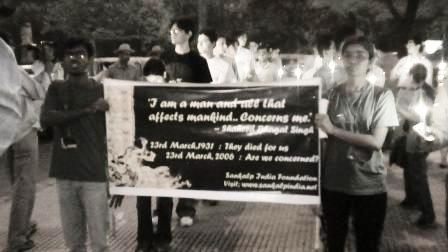 'I am a man and all that
affects mankind.. Concerns me.'
-- Shaheed Bhagat Singh
23rd March,1931 : They died for us
23rd March, 2006 : Are we concerned?
Sankalp India Foundation
Visit: www.sankalpindia.net